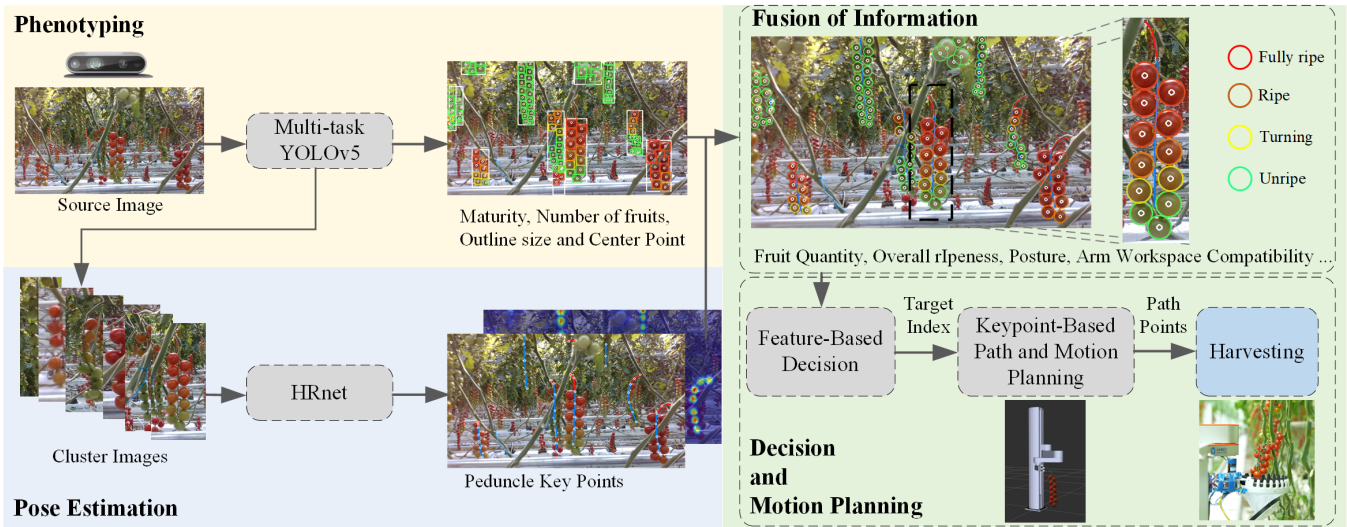 Phenotyping
Source Image
Multi-task
YOLOv5
Maturity, Number of fruits,
Outline size and Center Point
Cluster Images
HRnet
Peduncle Key Points
Pose Estimation
Fusion of Information
Fully ripe
Ripe
Turning
Unripe
Fruit Quantity, Overall rIpeness, Posture, Arm Workspace Compatibility ...
Feature-Based
Decision
Target
Index
Keypoint-Based
Path and Motion
Planning
Path
Points
Harvesting
Decision
and
Motion Planning